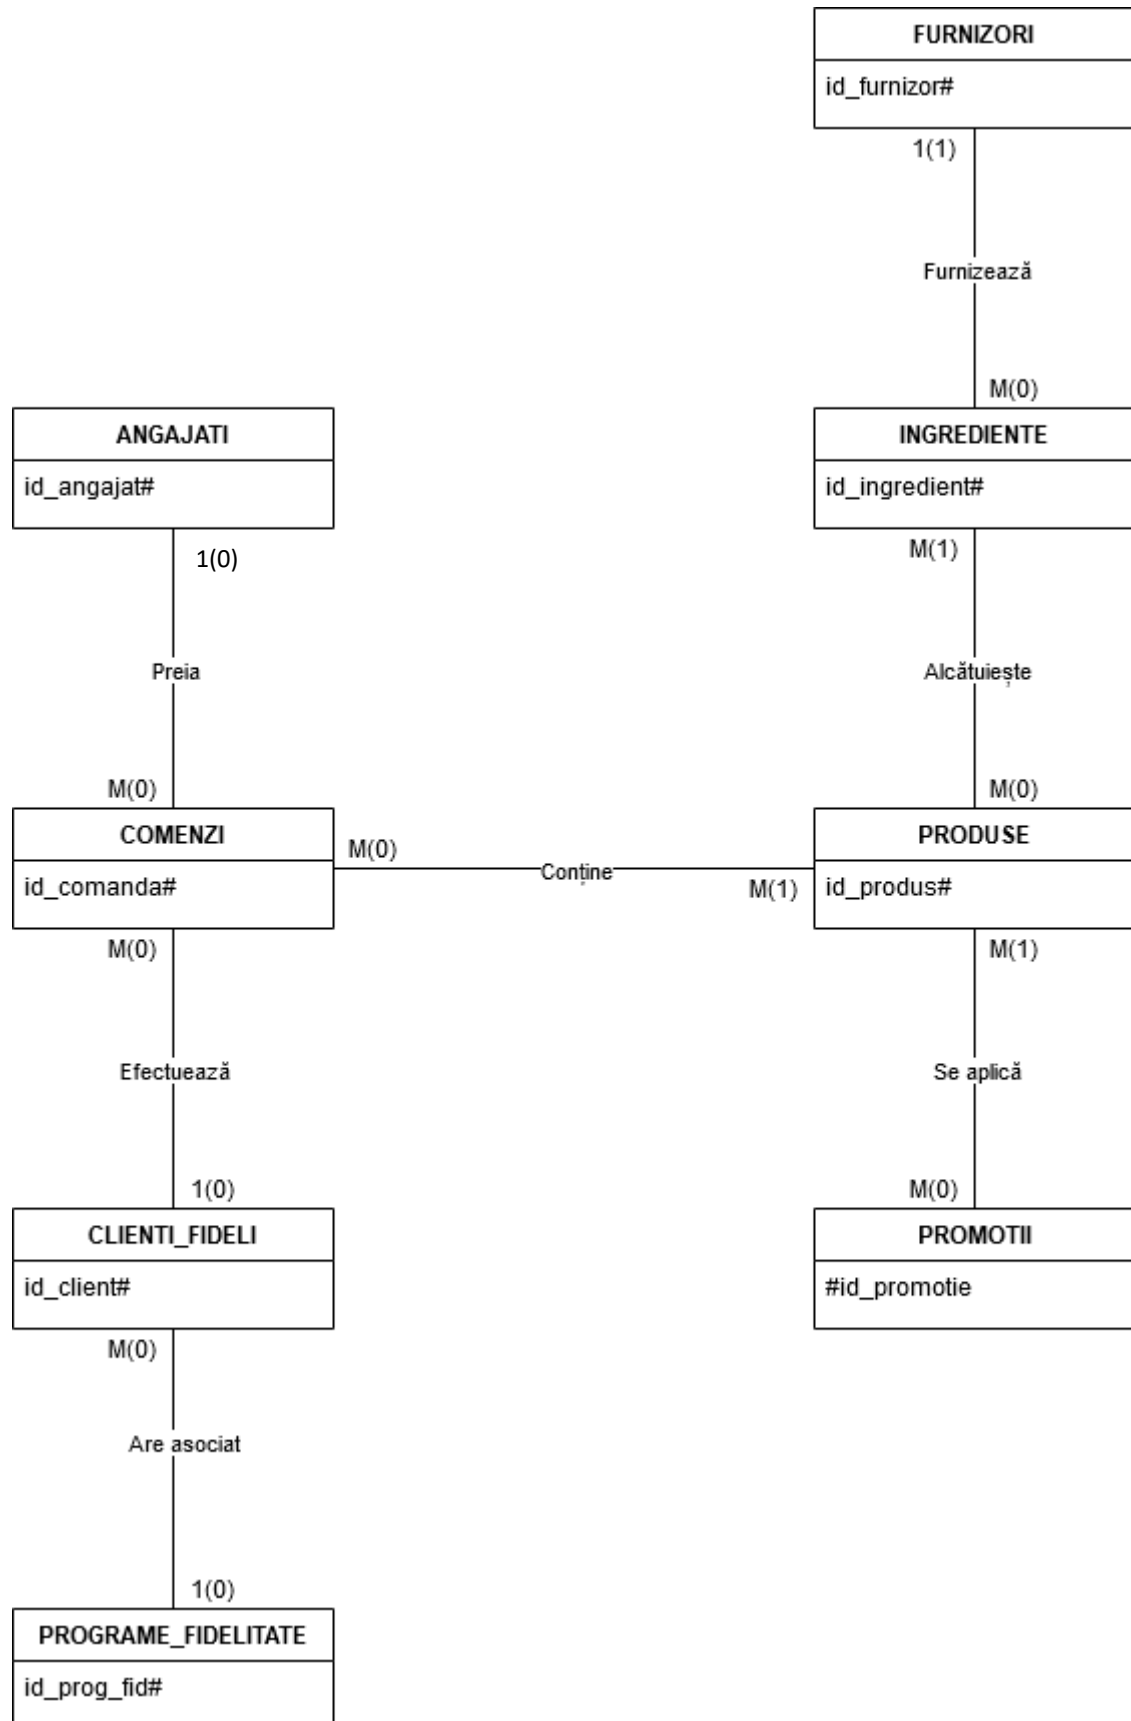 FURNIZORI
id_furnizor#
1(1)
Furnizează
M(0)
ANGAJATI
id_angajat#
1(0)
INGREDIENTE
id_ingredient#
M(1)
Preia
Alcătuiește
M(0)
M(0)
COMENZI
id_comanda#
M(0)
Conține
M(1)
PRODUSE
id_produs#
M(0)
M(1)
Efectuează
Se aplică
1(0)
M(0)
CLIENTI_FIDELI
id_client#
PROMOTII
#id_promotie
M(0)
Are asociat
1(0)
PROGRAME_FIDELITATE
id_prog_fid#